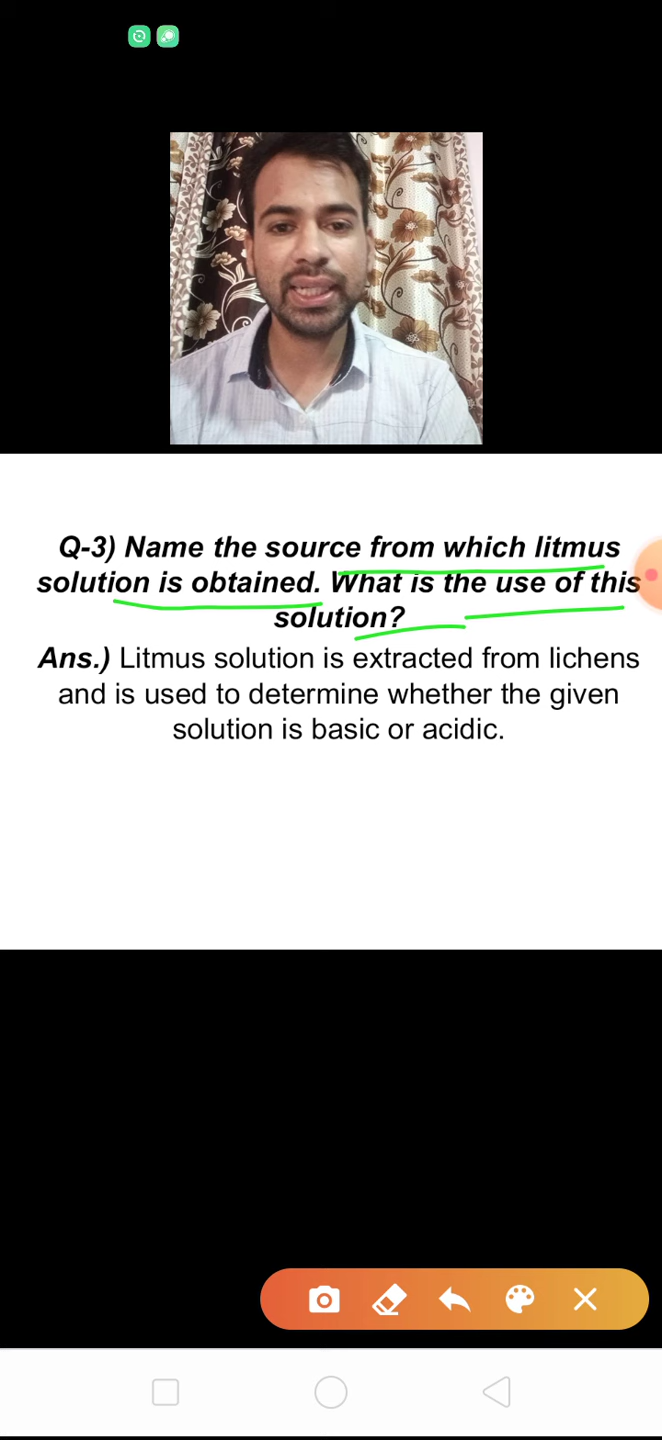 Q-3) Name the source from which litmus
solution is obtained. What is the use of this
solution?
Ans.) Litmus solution is extracted from lichens
and is used to determine whether the given
solution is basic or acidic.